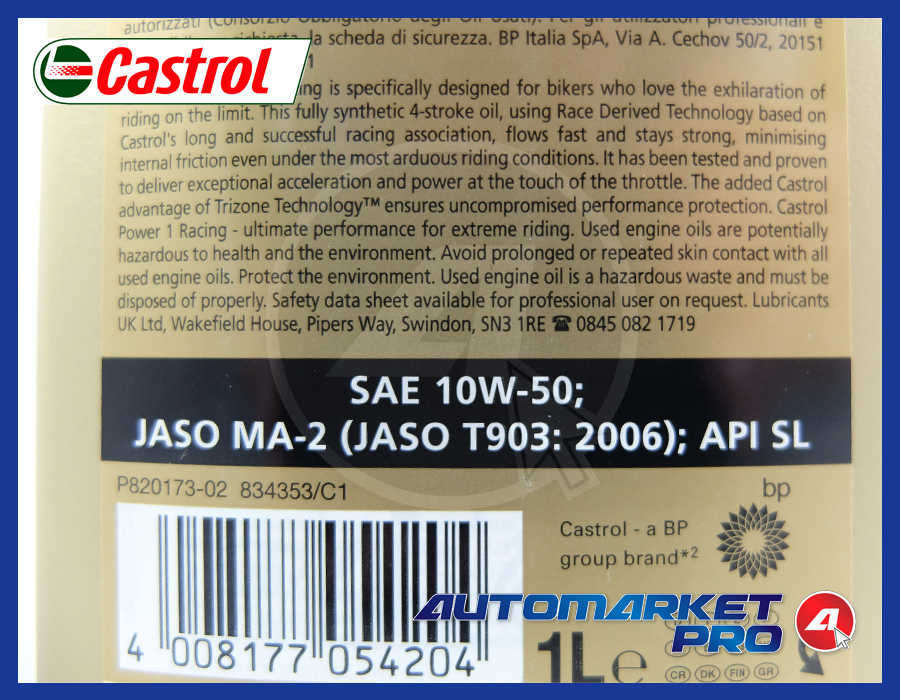 autorizzati (Consorzio Obbligatorio degli Oli Usati). Per gli utilizzatori professionali è
la scheda di sicurezza. BP Italia SpA, Via A. Cechov 50/2, 20151
Castrol
is specifically designed for bikers who love the exhilaration of
riding on the limit. This fully synthetic 4-stroke oil, using Race Derived Technology based on
Castrol's long and successful racing association, flows fast and stays strong, minimising
internal friction even under the most arduous riding conditions. It has been tested and proven
to deliver exceptional acceleration and power at the touch of the throttle. The added Castrol
advantage of Trizone Technology™ ensures uncompromised performance protection. Castrol
Power 1 Racing - ultimate performance for extreme riding. Used engine oils are potentially
hazardous to health and the environment. Avoid prolonged or repeated skin contact with all
used engine oils. Protect the environment. Used engine oil is a hazardous waste and must be
disposed of properly. Safety data sheet available for professional user on request. Lubricants
UK Ltd, Wakefield House, Pipers Way, Swindon, SN3 1RE ☎ 0845 082 1719
SAE 10W-50;
JASO MA-2 (JASO T903: 2006); API SL
P820173-02 834353/C1
bp
Castrol - a BP
group brand*2
AUTOMARKET
PRO 4
4 008177 054204
1L e
CR DK FIN GR